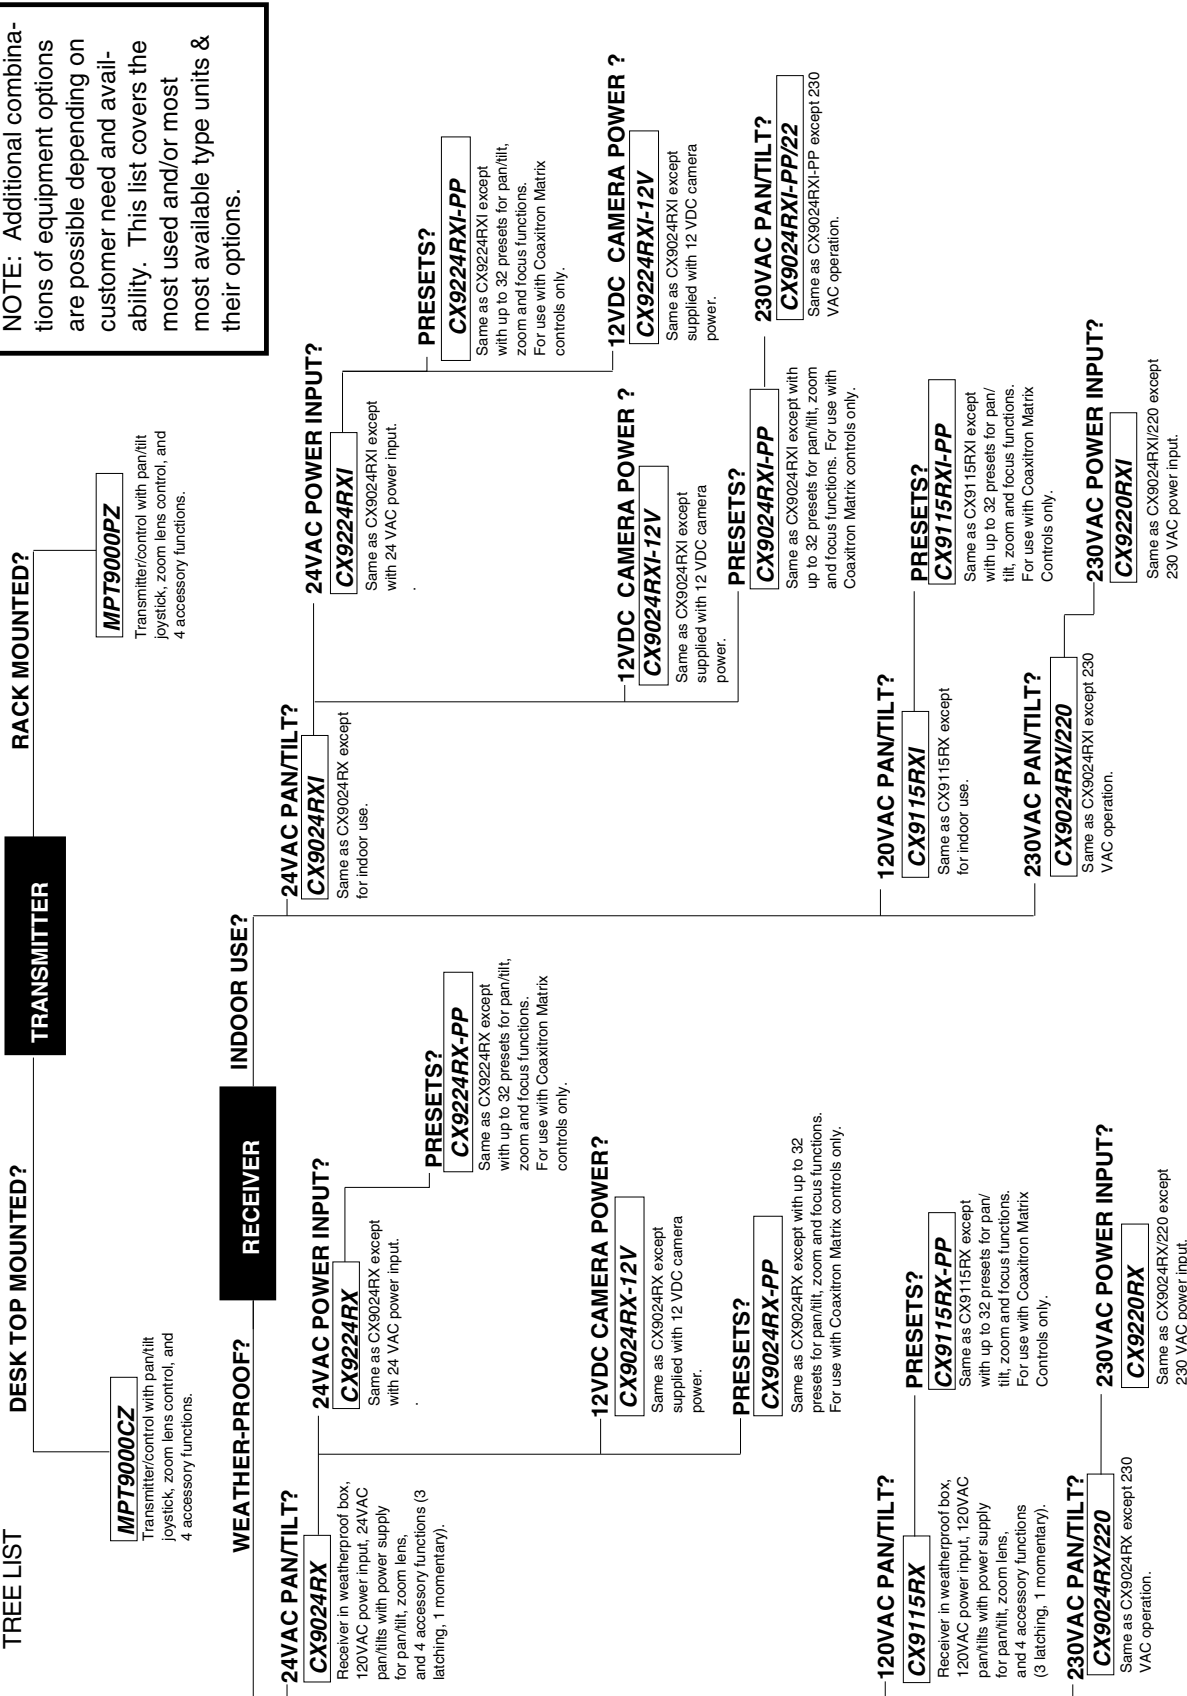 TREE LIST
NOTE: Additional combina-
tions of equipment options
are possible depending on
customer need and avail-
ability. This list covers the
most used and/or most
most available type units &
their options.
TRANSMITTER
DESK TOP MOUNTED?
MPT9000CZ
Transmitter/control with pan/tilt
joystick, zoom lens control, and
4 accessory functions.
RACK MOUNTED?
MPT9000PZ
Transmitter/control with pan/tilt
joystick, zoom lens control, and
4 accessory functions.
RECEIVER
WEATHER-PROOF?
24VAC PAN/TILT?
CX9024RX
Receiver in weatherproof box,
120VAC power input, 24VAC
pan/tilts with power supply
for pan/tilt, zoom lens,
and 4 accessory functions (3
latching, 1 momentary).
24VAC POWER INPUT?
CX9224RX
Same as CX9024RX except
with 24 VAC power input.
.
PRESETS?
CX9224RX-PP
Same as CX9224RX except
with up to 32 presets for pan/tilt,
zoom and focus functions.
For use with Coaxitron Matrix
controls only.
12VDC CAMERA POWER?
CX9024RX-12V
Same as CX9024RX except
supplied with 12 VDC camera
power.
PRESETS?
CX9024RX-PP
Same as CX9024RX except with up to 32
presets for pan/tilt, zoom and focus functions.
For use with Coaxitron Matrix controls only.
120VAC PAN/TILT?
CX9115RX
Receiver in weatherproof box,
120VAC power input, 120VAC
pan/tilts with power supply
for pan/tilt, zoom lens,
and 4 accessory functions
(3 latching, 1 momentary).
PRESETS?
CX9115RX-PP
Same as CX9115RX except
with up to 32 presets for pan/
tilt, zoom and focus functions.
For use with Coaxitron Matrix
Controls only.
230VAC PAN/TILT?
CX9024RX/220
Same as CX9024RX except 230
VAC operation.
230VAC POWER INPUT?
CX9220RX
Same as CX9024RX/220 except
230 VAC power input.
INDOOR USE?
24VAC PAN/TILT?
CX9024RXI
Same as CX9024RX except
for indoor use.
24VAC POWER INPUT?
CX9224RXI
Same as CX9024RXI except
with 24 VAC power input.
.
PRESETS?
CX9224RXI-PP
Same as CX9224RXI except
with up to 32 presets for pan/tilt,
zoom and focus functions.
For use with Coaxitron Matrix
controls only.
12VDC CAMERA POWER ?
CX9224RXI-12V
Same as CX9024RXI except
supplied with 12 VDC camera
power.
12VDC CAMERA POWER ?
CX9024RXI-12V
Same as CX9024RXI except
supplied with 12 VDC camera
power.
PRESETS?
CX9024RXI-PP
Same as CX9024RXI except with
up to 32 presets for pan/tilt, zoom
and focus functions. For use with
Coaxitron Matrix controls only.
230VAC PAN/TILT?
CX9024RXI-PP/22
Same as CX9024RXI-PP except 230
VAC operation.
120VAC PAN/TILT?
CX9115RXI
Same as CX9115RX except
for indoor use.
PRESETS?
CX9115RXI-PP
Same as CX9115RXI except
with up to 32 presets for pan/
tilt, zoom and focus functions.
For use with Coaxitron Matrix
Controls only.
230VAC PAN/TILT?
CX9024RXI/220
Same as CX9024RXI except 230
VAC operation.
230VAC POWER INPUT?
CX9220RXI
Same as CX9024RXI/220 except
230 VAC power input.